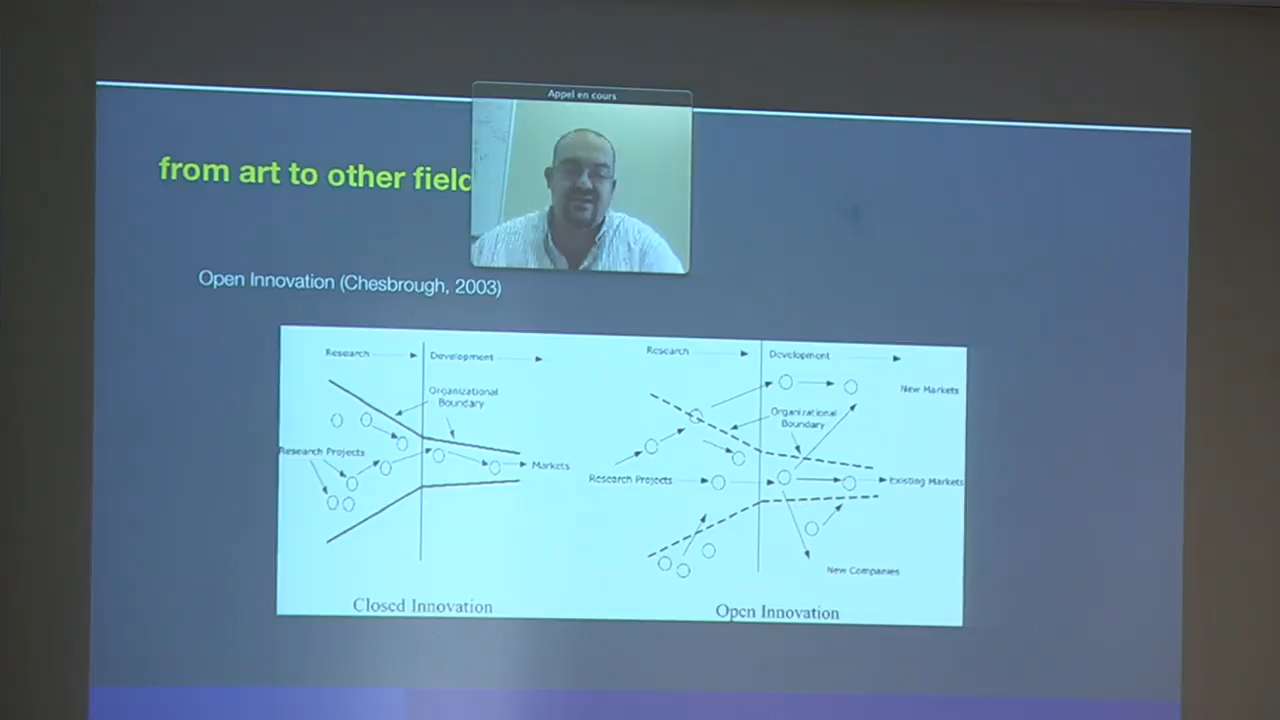 Appel en cours
from art to other field
Open Innovation (Chesbrough, 2003)
Research
Development
Organizational
Boundary
Research Projects
Markets
Closed Innovation
Research
Development
New Markets
Organizational
Boundary
Research Projects
Existing Markets
New Companies
Open Innovation